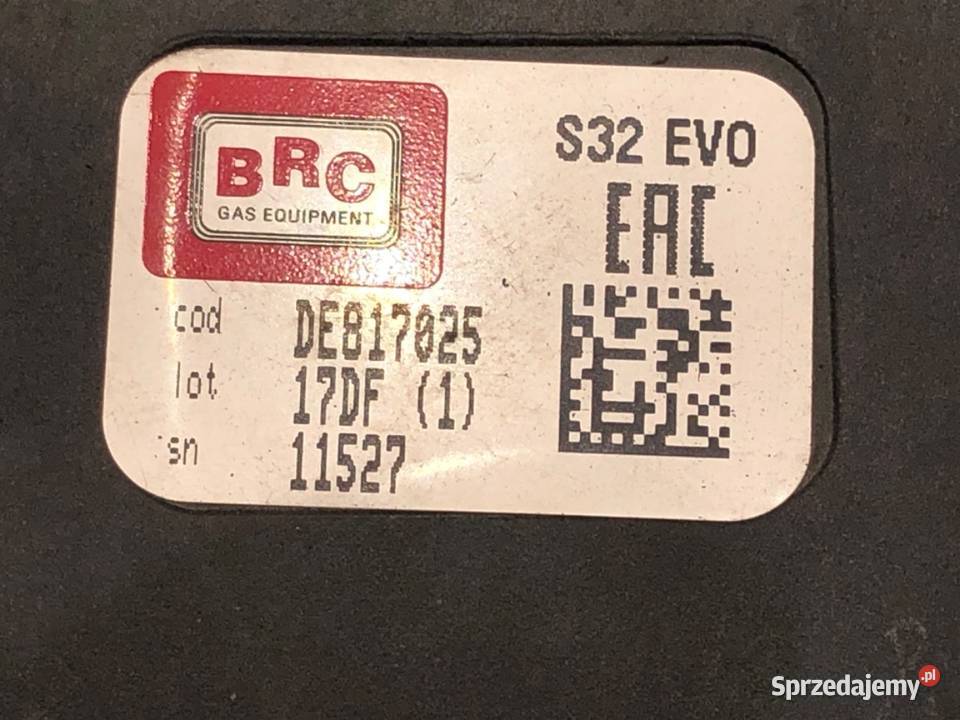 BRC
GAS EQUIPMENT
S32 EVO
EAC
cod DE817025
lot 17DF (1)
sn 11527
Sprzedajemy.pl